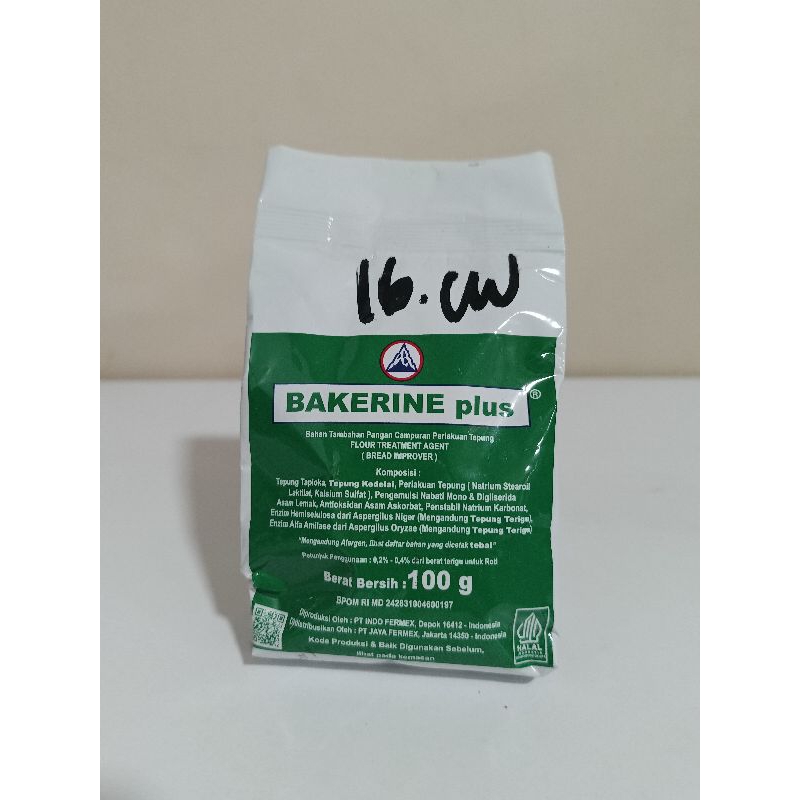 16. cw
BAKERINE plus ®
Bahan Tambahan Pangan Campuran Perlakuan Tepung
FLOUR TREATMENT AGENT
( BREAD IMPROVER )
Komposisi :
Tepung Tapioka, Tepung Kedelai, Perlakuan Tepung ( Natrium Stearoil
Laktilat, Kalsium Sulfat ), Pengemulsi Nabati Mono & Digliserida
Asam Lemak, Antioksidan Asam Askorbat, Penstabil Natrium Karbonat,
Enzim Hemiselulosa dari Aspergilus Niger (Mengandung Tepung Terigu),
Enzim Alfa Amilase dari Aspergilus Oryzae (Mengandung Tepung Terigu)
"Mengandung Alergen, lihat daftar bahan yang dicetak tebal"
Petunjuk Penggunaan : 0,2% - 0,4% dari berat terigu untuk Roti
Berat Bersih : 100 g
BPOM RI MD 242831004600197
Diproduksi Oleh : PT INDO FERMEX, Depok 16412 - Indonesia
Didistribusikan Oleh : PT JAYA FERMEX, Jakarta 14350 - Indonesia
Kode Produksi & Baik Digunakan Sebelum,
lihat pada kemasan
HALAL
INDONESIA